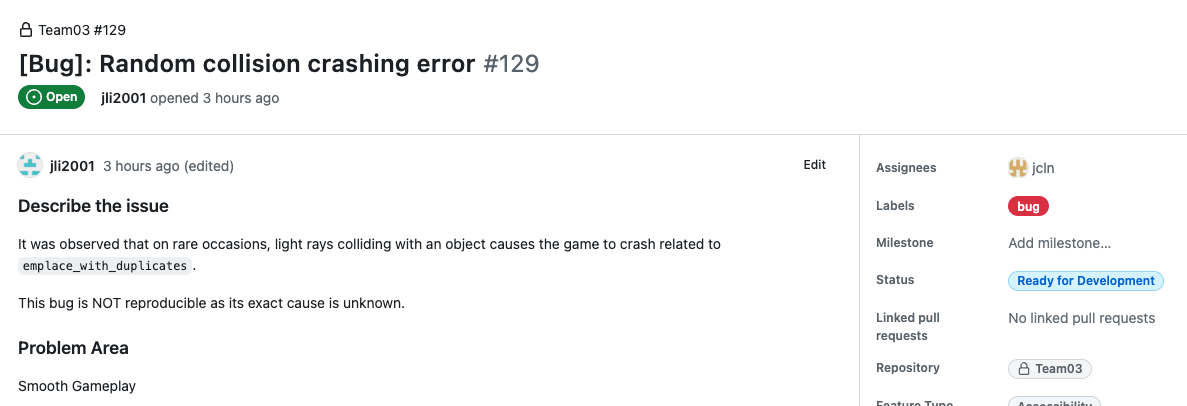 Team03 #129
[Bug]: Random collision crashing error #129
Open jli2001 opened 3 hours ago
jli2001 3 hours ago (edited) Edit
Describe the issue
It was observed that on rare occasions, light rays colliding with an object causes the game to crash related to
emplace_with_duplicates .
This bug is NOT reproducible as its exact cause is unknown.
Problem Area
Smooth Gameplay
Assignees jcln
Labels bug
Milestone Add milestone...
Status Ready for Development
Linked pull requests No linked pull requests
Repository Team03
Feature Type Accessibility